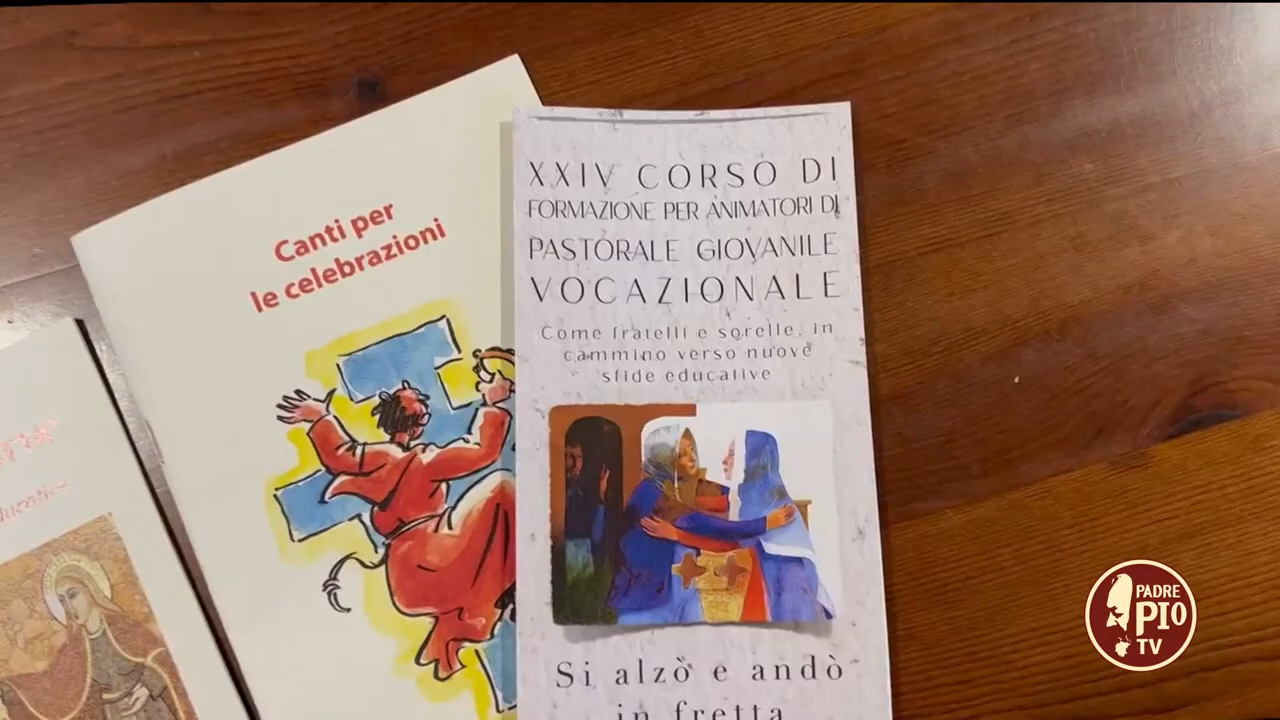 Canti per
le celebrazioni
XXIV CORSO DI
FORMAZIONE PER ANIMATORI DI
PASTORALE GIOVANILE
VOCAZIONALE
Come fratelli e sorelle, in
cammino verso nuove
sfide educative
Si alzò e andò
in fretta
PADRE
PIO
TV